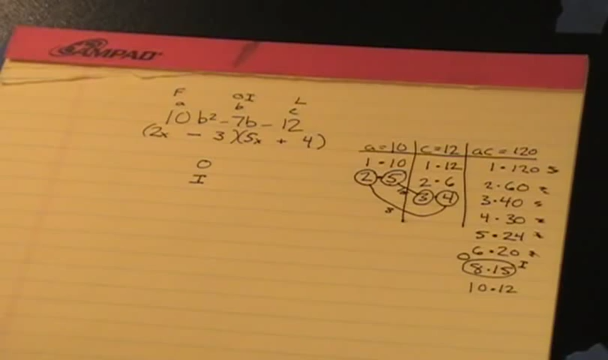 AMPAD
F OI L
a b c
10b² - 7b - 12
(2x - 3)(5x + 4)
O
I
a = 10 c = 12 ac = 120
1 · 10 1 · 12 1 · 120
2 5 2 · 6 2 · 60
3 4 3 · 40
4 · 30
5 · 24
6 · 20
O 8 · 15 I
10 · 12